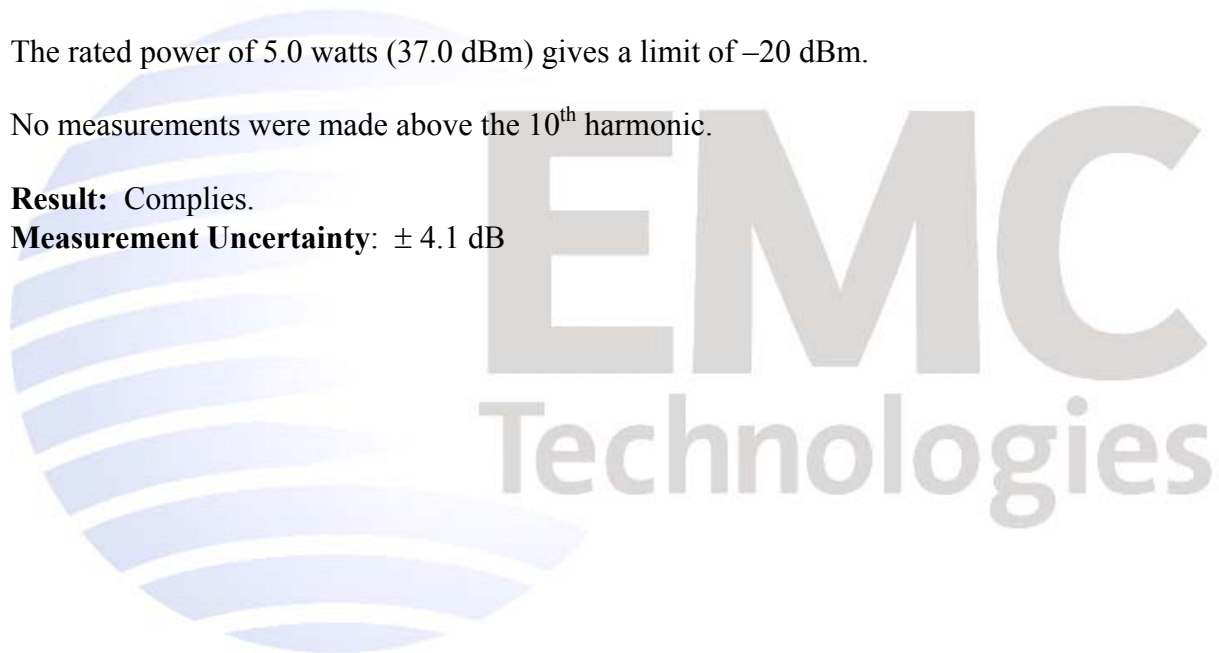 The rated power of 5.0 watts (37.0 dBm) gives a limit of –20 dBm.
No measurements were made above the 10th harmonic.
Result: Complies.
Measurement Uncertainty: ± 4.1 dB
EMC
Technologies